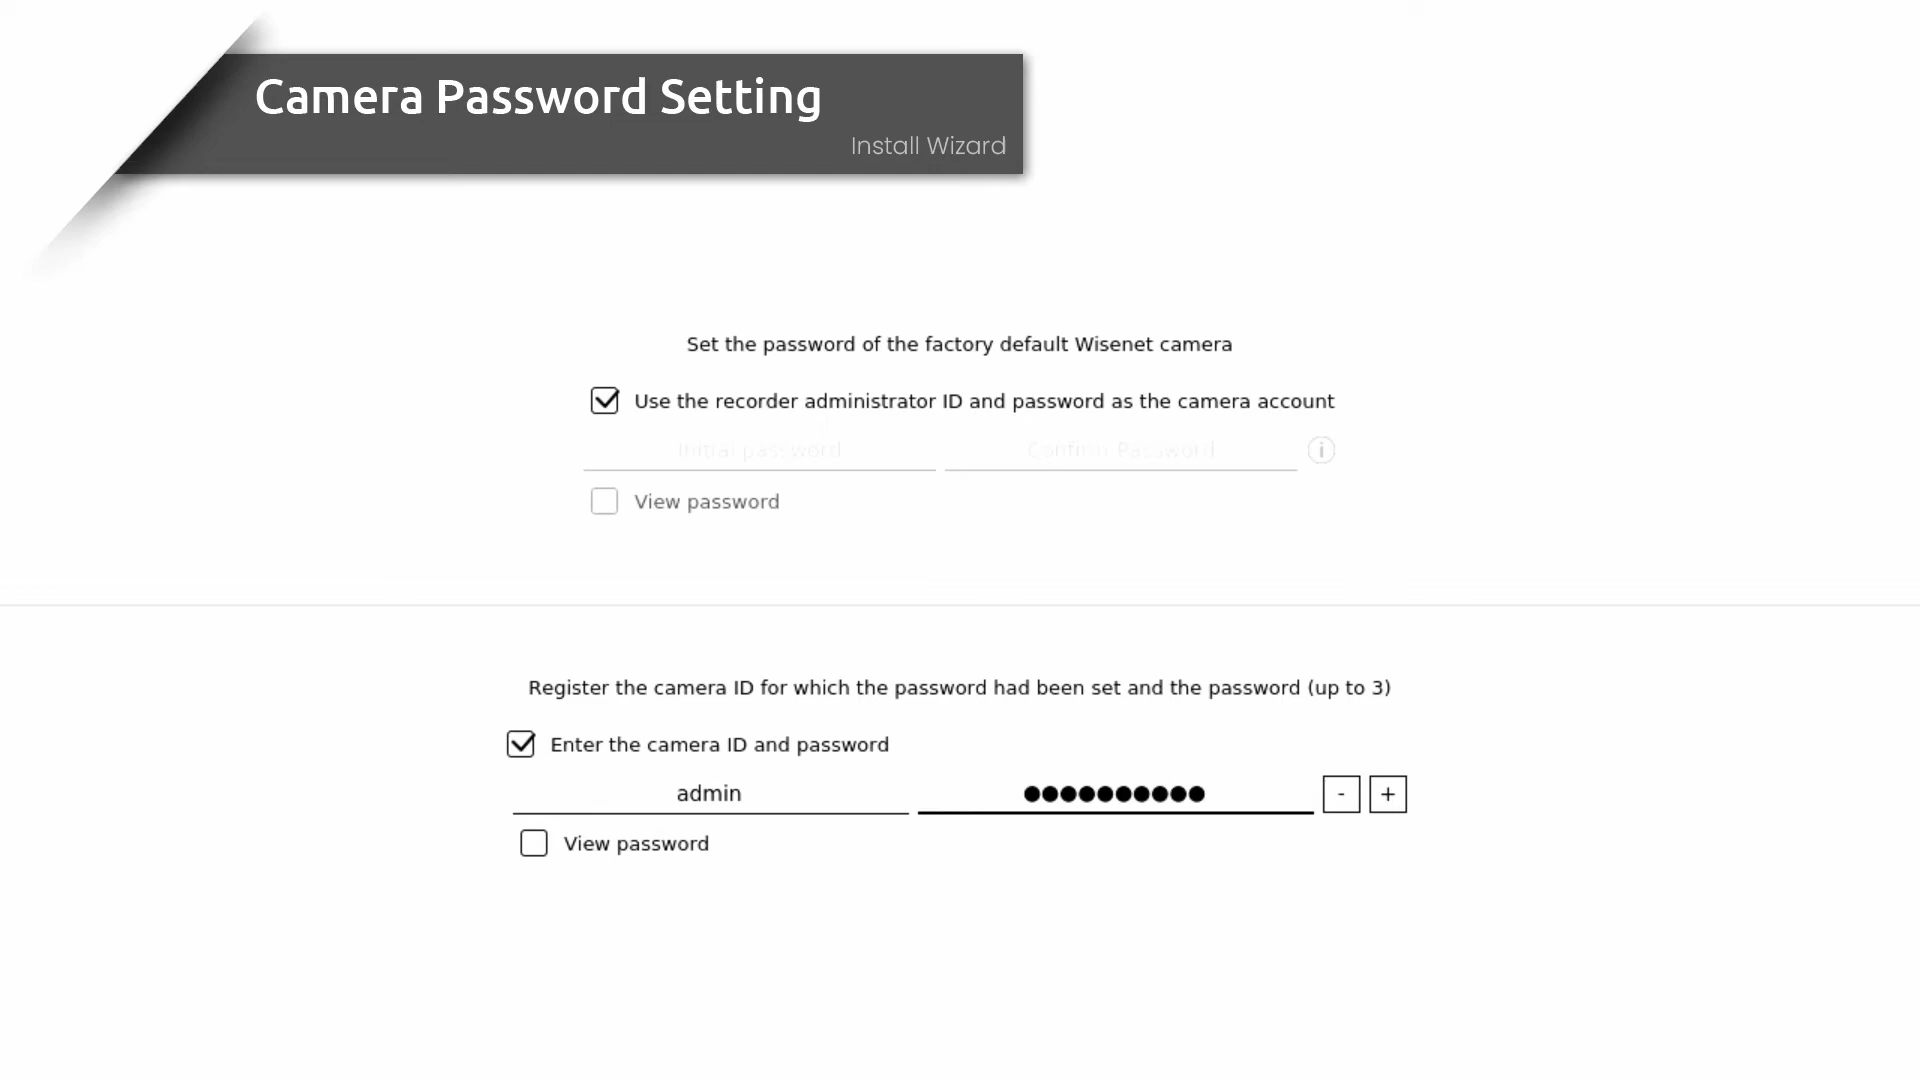 Camera Password Setting
Install Wizard
Set the password of the factory default Wisenet camera
Use the recorder administrator ID and password as the camera account
Initial password Confirm Password i
View password
Register the camera ID for which the password had been set and the password (up to 3)
Enter the camera ID and password
admin ●●●●●●●●●● - +
View password